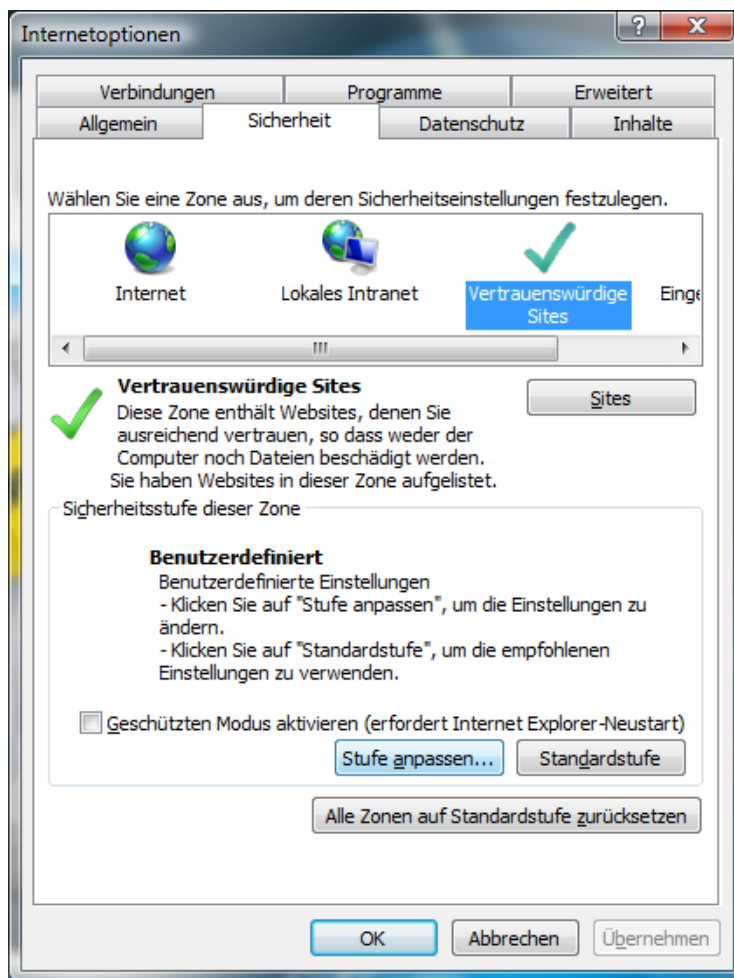 Internetoptionen
Verbindungen Programme Erweitert
Allgemein Sicherheit Datenschutz Inhalte
Wählen Sie eine Zone aus, um deren Sicherheitseinstellungen festzulegen.
Internet Lokales Intranet Vertrauenswürdige Einge
Sites
Vertrauenswürdige Sites
Sites
Diese Zone enthält Websites, denen Sie
ausreichend vertrauen, so dass weder der
Computer noch Dateien beschädigt werden.
Sie haben Websites in dieser Zone aufgelistet.
Sicherheitsstufe dieser Zone
Benutzerdefiniert
Benutzerdefinierte Einstellungen
- Klicken Sie auf "Stufe anpassen", um die Einstellungen zu
ändern.
- Klicken Sie auf "Standardstufe", um die empfohlenen
Einstellungen zu verwenden.
Geschützten Modus aktivieren (erfordert Internet Explorer-Neustart)
Stufe anpassen... Standardstufe
Alle Zonen auf Standardstufe zurücksetzen
OK Abbrechen Übernehmen